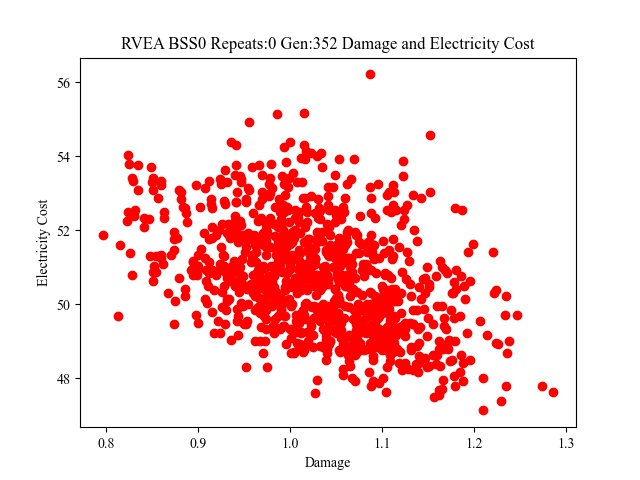 RVEA BSS0 Repeats:0 Gen:352 Damage and Electricity Cost
56
54
52
50
48
Electricity Cost
0.8 0.9 1.0 1.1 1.2 1.3
Damage